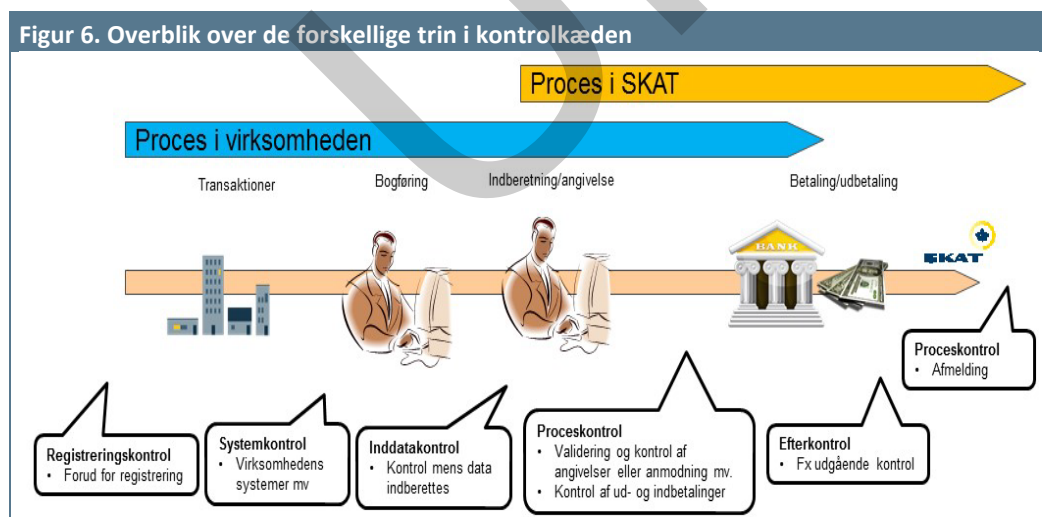 Figur 6. Overblik over de forskellige trin i kontrolkæden
Proces i SKAT
Proces i virksomheden
Transaktioner
Bogføring
Indberetning/angivelse
Betaling/udbetaling
BANK
SKAT
Registreringskontrol
• Forud for registrering
Systemkontrol
• Virksomhedens
systemer mv
Inddatakontrol
• Kontrol mens data
indberettes
Proceskontrol
• Validering og kontrol af
angivelser eller anmodning mv.
• Kontrol af ud- og indbetalinger
Efterkontrol
• Fx udgående kontrol
Proceskontrol
• Afmelding